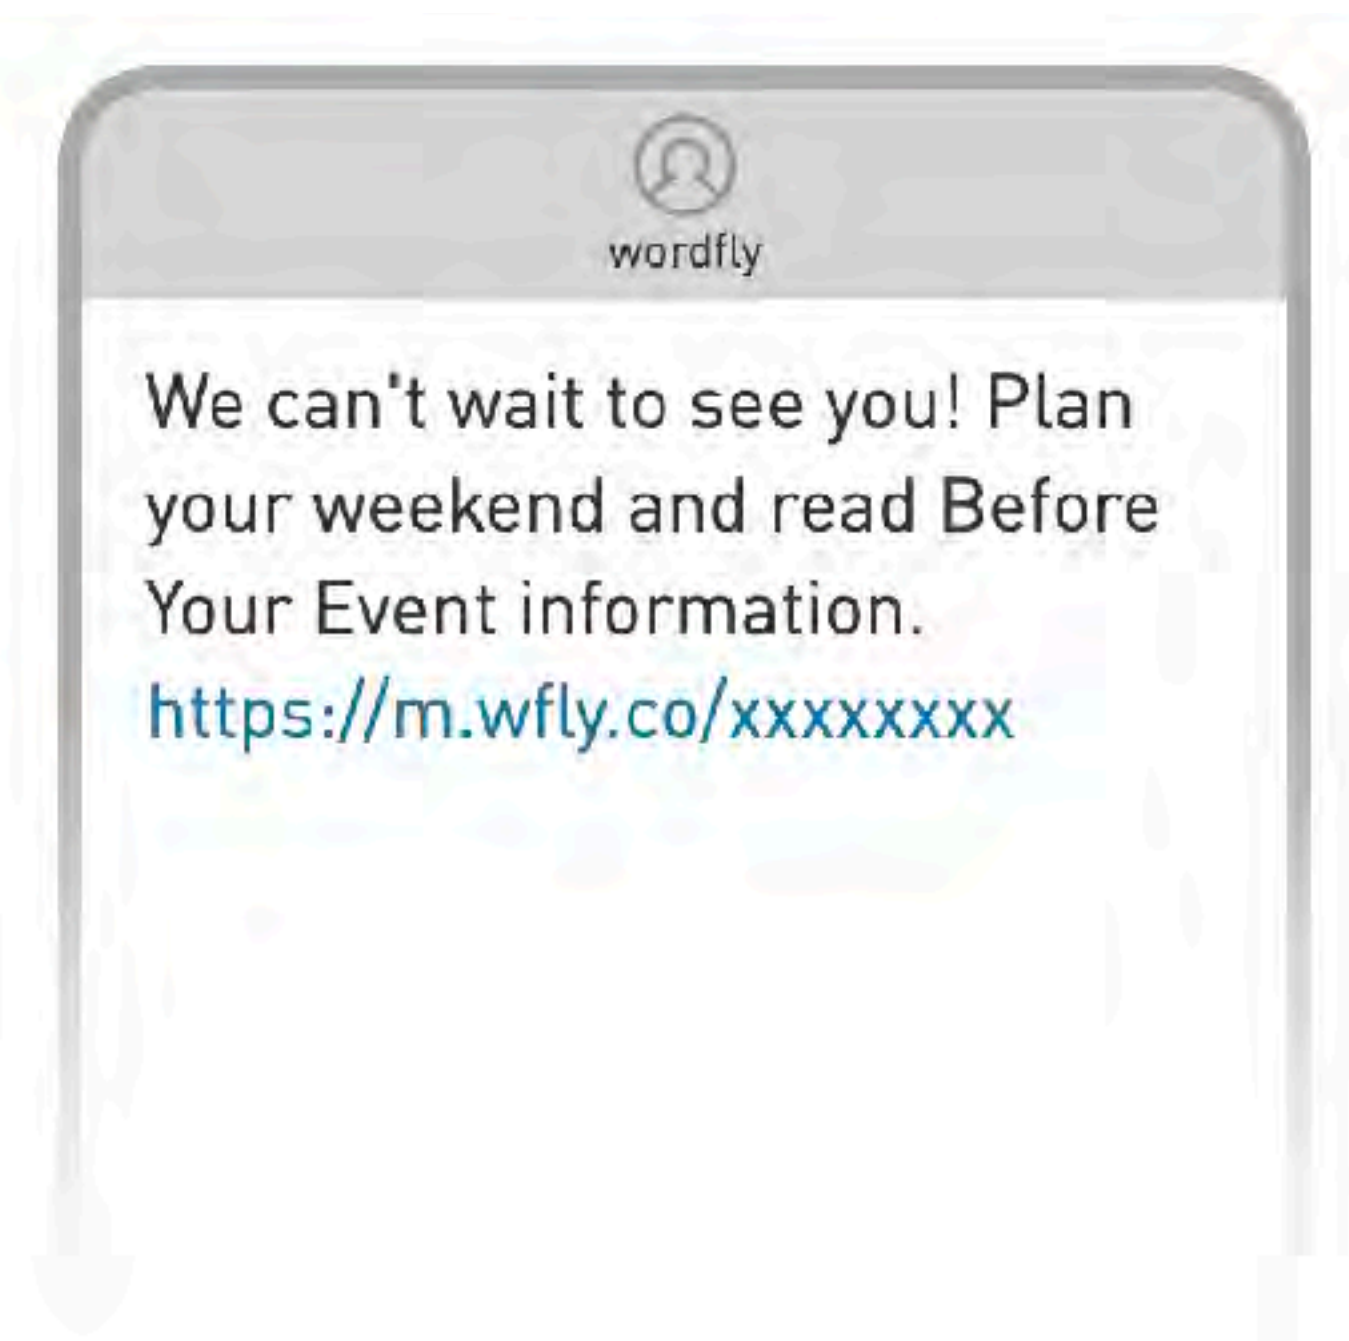 wordfly
We can't wait to see you! Plan
your weekend and read Before
Your Event information.
https://m.wfly.co/xxxxxxxx